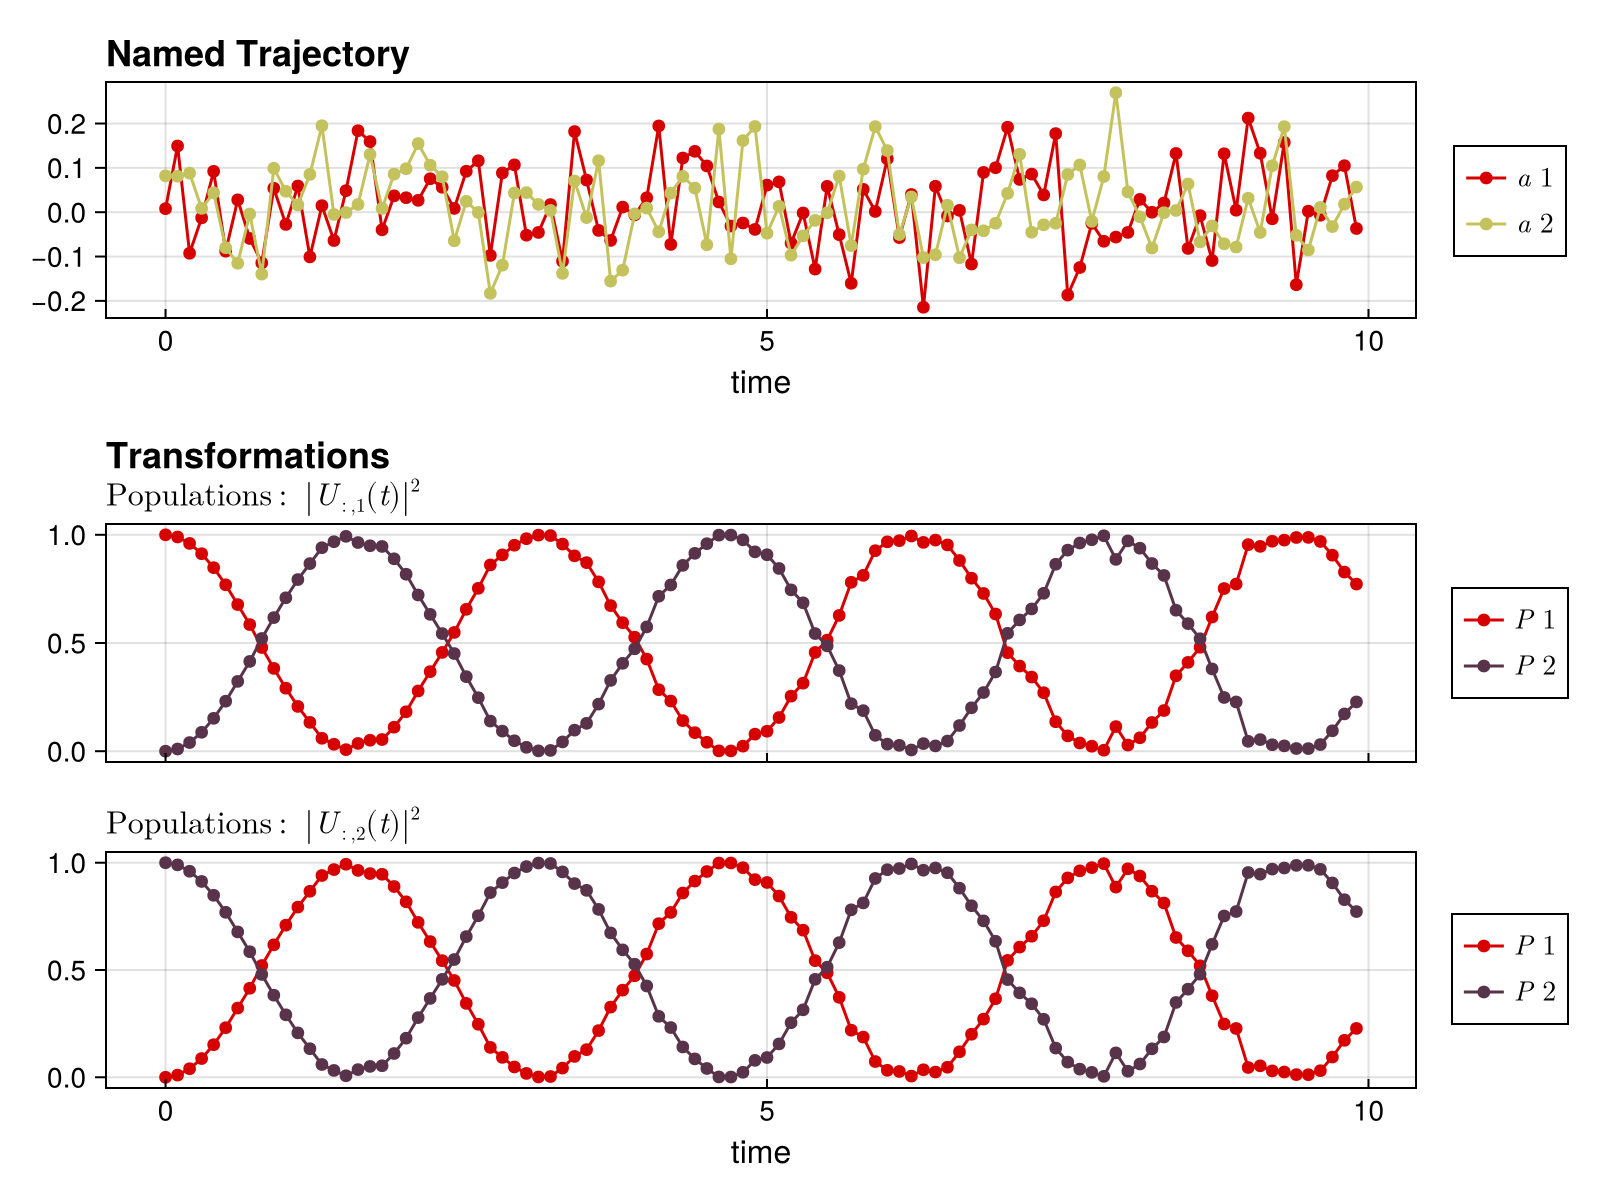 Named Trajectory
0.2
0.1
0.0
−0.1
−0.2
0 5 10
time
a 1
a 2
Transformations
Populations: |U:,1(t)|²
1.0
0.5
0.0
P 1
P 2
Populations: |U:,2(t)|²
1.0
0.5
0.0
0 5 10
time
P 1
P 2